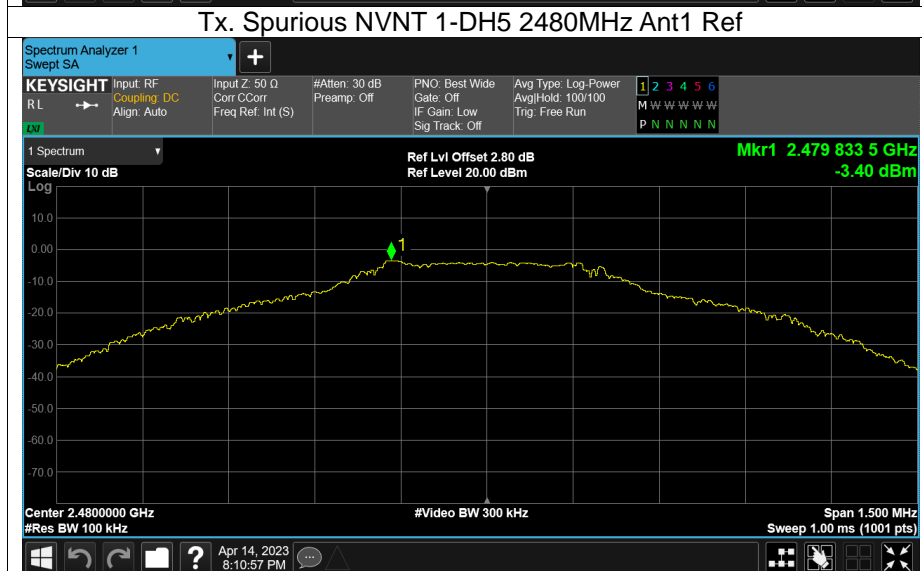 Tx. Spurious NVNT 1-DH5 2480MHz Ant1 Ref
Spectrum Analyzer 1
Swept SA
+
KEYSIGHT
RL
LXI
Input: RF
Coupling: DC
Align: Auto
Input Z: 50 Ω
Corr CCorr
Freq Ref: Int (S)
#Atten: 30 dB
Preamp: Off
PNO: Best Wide
Gate: Off
IF Gain: Low
Sig Track: Off
Avg Type: Log-Power
Avg|Hold: 100/100
Trig: Free Run
1 2 3 4 5 6
M W W W W W
P N N N N N
1 Spectrum
Scale/Div 10 dB
Log
Ref Lvl Offset 2.80 dB
Ref Level 20.00 dBm
Mkr1 2.479 833 5 GHz
-3.40 dBm
10.0
0.00
-10.0
-20.0
-30.0
-40.0
-50.0
-60.0
-70.0
1
Center 2.4800000 GHz
#Res BW 100 kHz
#Video BW 300 kHz
Span 1.500 MHz
Sweep 1.00 ms (1001 pts)
?
Apr 14, 2023
8:10:57 PM